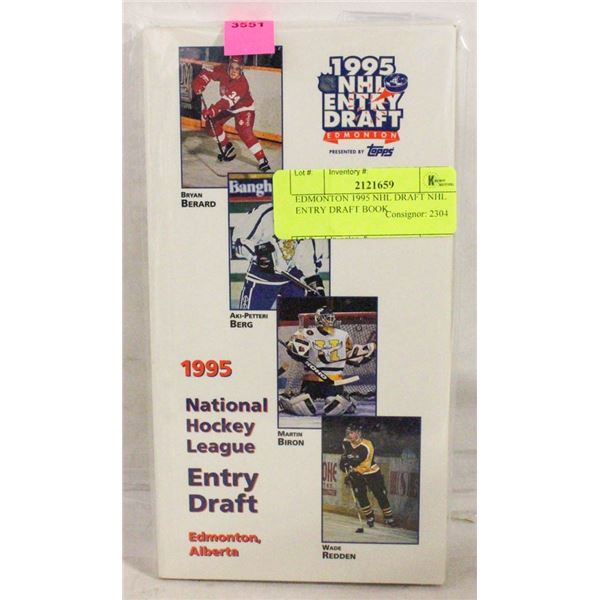 3551
1995
NHL
ENTRY
DRAFT
EDMONTON
PRESENTED BY Topps
Lot #: Inventory #:
2121659
EDMONTON 1995 NHL DRAFT NHL
ENTRY DRAFT BOOK
Consignor: 2304
BRYAN
BERARD
Bangh
AKI-PETTERI
BERG
MARTIN
BIRON
WADE
REDDEN
1995
National
Hockey
League
Entry
Draft
Edmonton,
Alberta